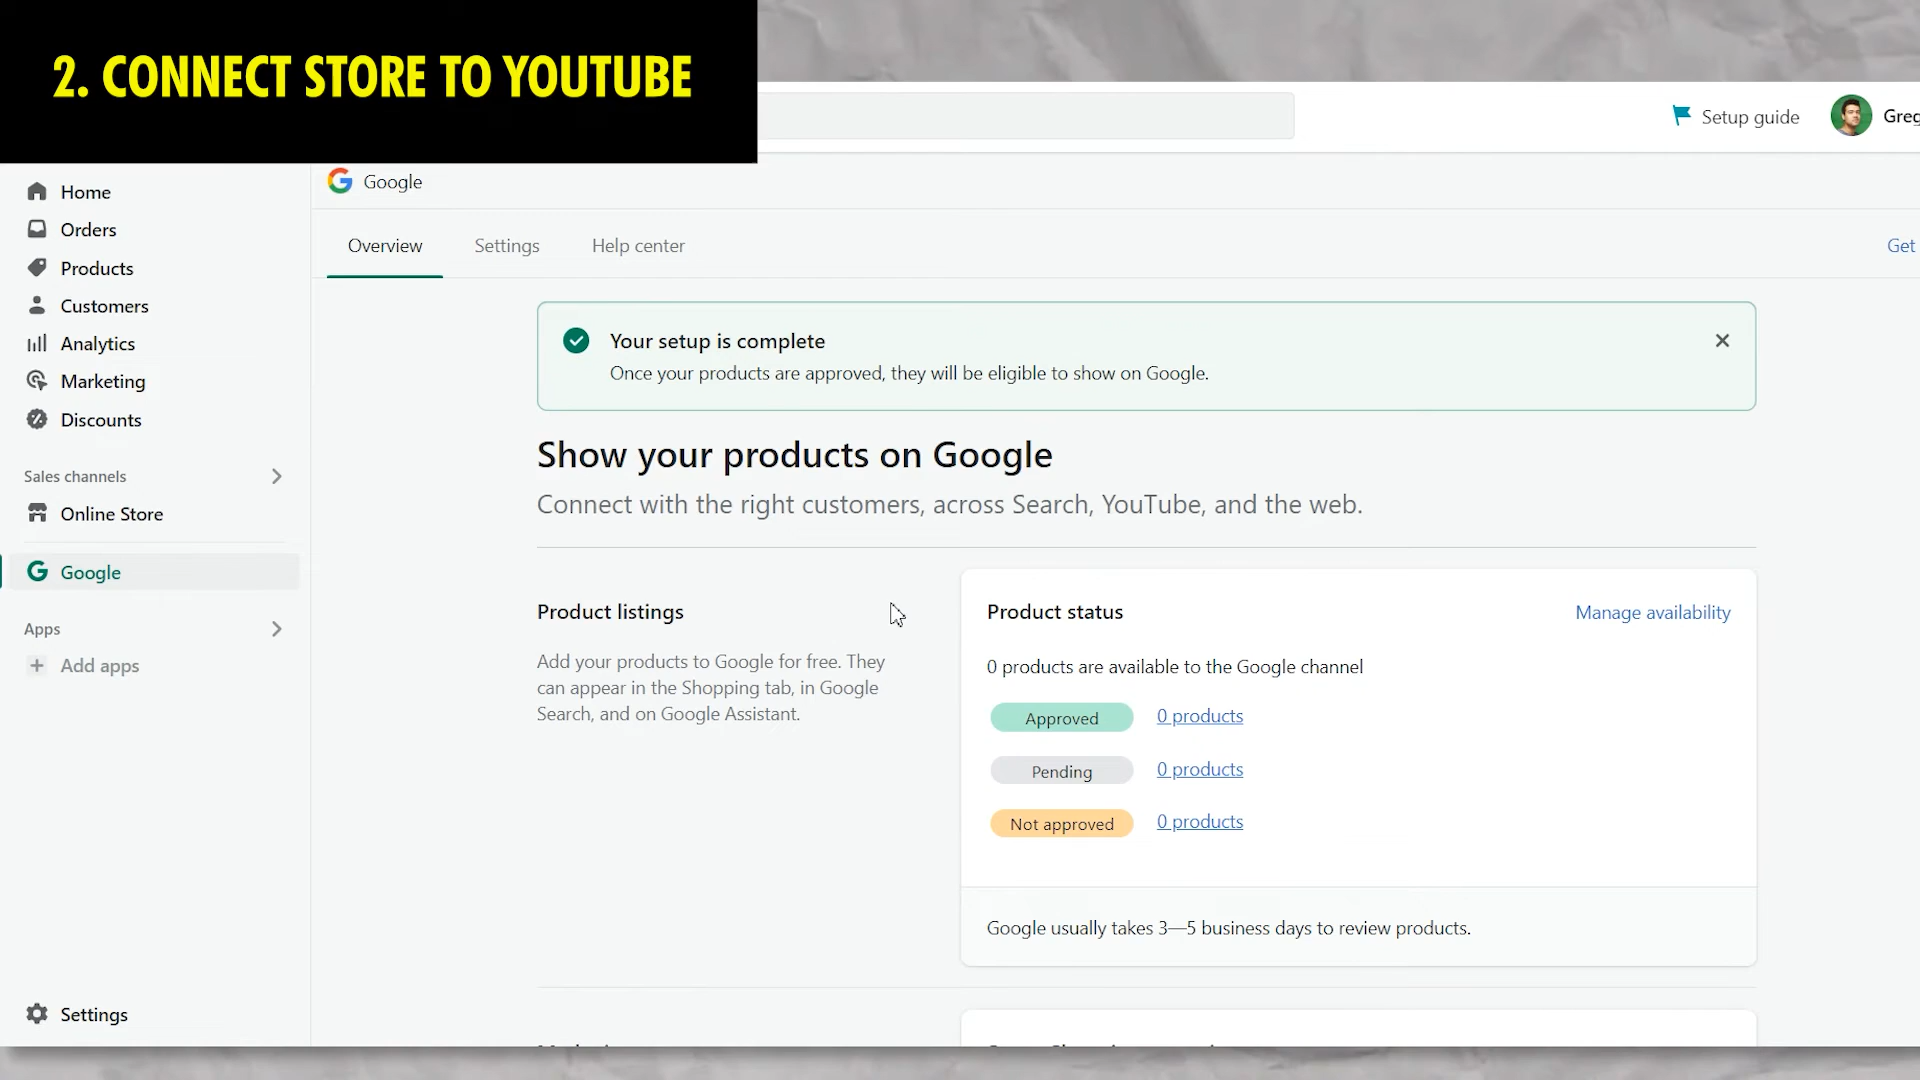 2. CONNECT STORE TO YOUTUBE
Setup guide
Greg
Home
Orders
Products
Customers
Analytics
Marketing
Discounts
Sales channels
Online Store
Google
Apps
Add apps
Settings
Google
Overview
Settings
Help center
Get
Your setup is complete
Once your products are approved, they will be eligible to show on Google.
Show your products on Google
Connect with the right customers, across Search, YouTube, and the web.
Product listings
Add your products to Google for free. They
can appear in the Shopping tab, in Google
Search, and on Google Assistant.
Product status
Manage availability
0 products are available to the Google channel
Approved 0 products
Pending 0 products
Not approved 0 products
Google usually takes 3—5 business days to review products.